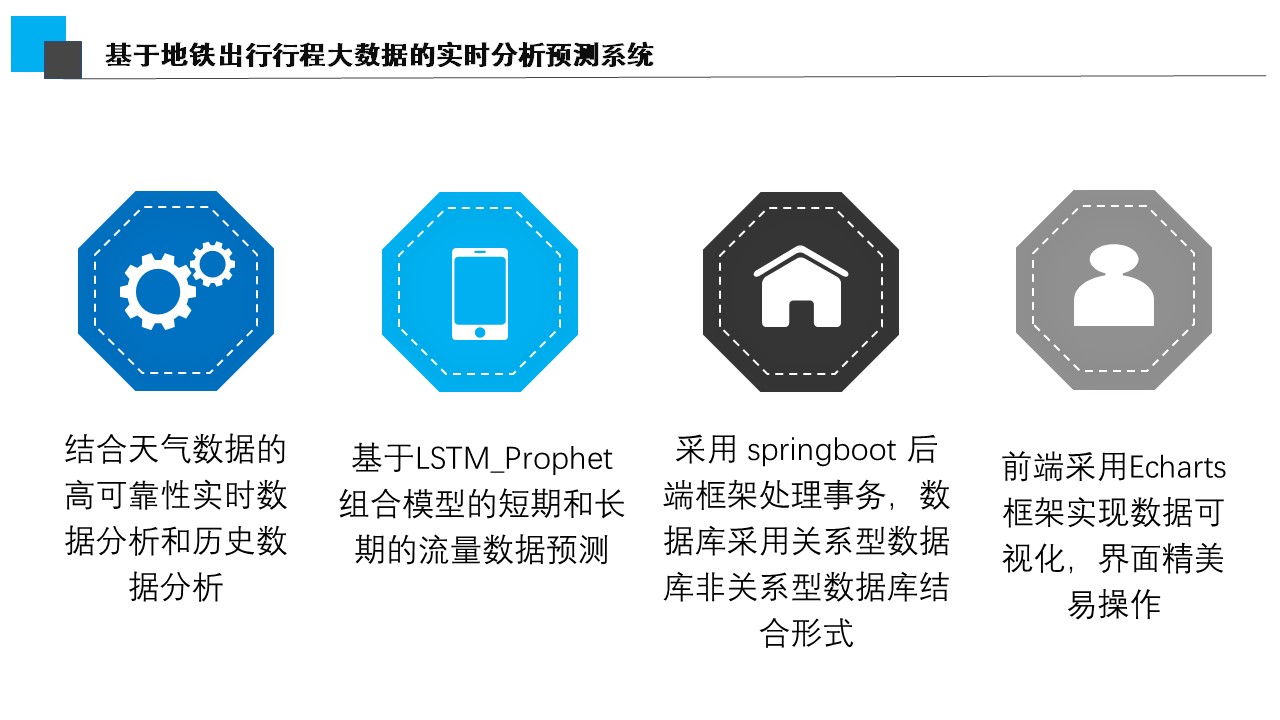 基于地铁出行行程大数据的实时分析预测系统
结合天气数据的
高可靠性实时数
据分析和历史数
据分析
基于LSTM_Prophet
组合模型的短期和长
期的流量数据预测
采用 springboot 后
端框架处理事务，数
据库采用关系型数据
库非关系型数据库结
合形式
前端采用Echarts
框架实现数据可
视化，界面精美
易操作